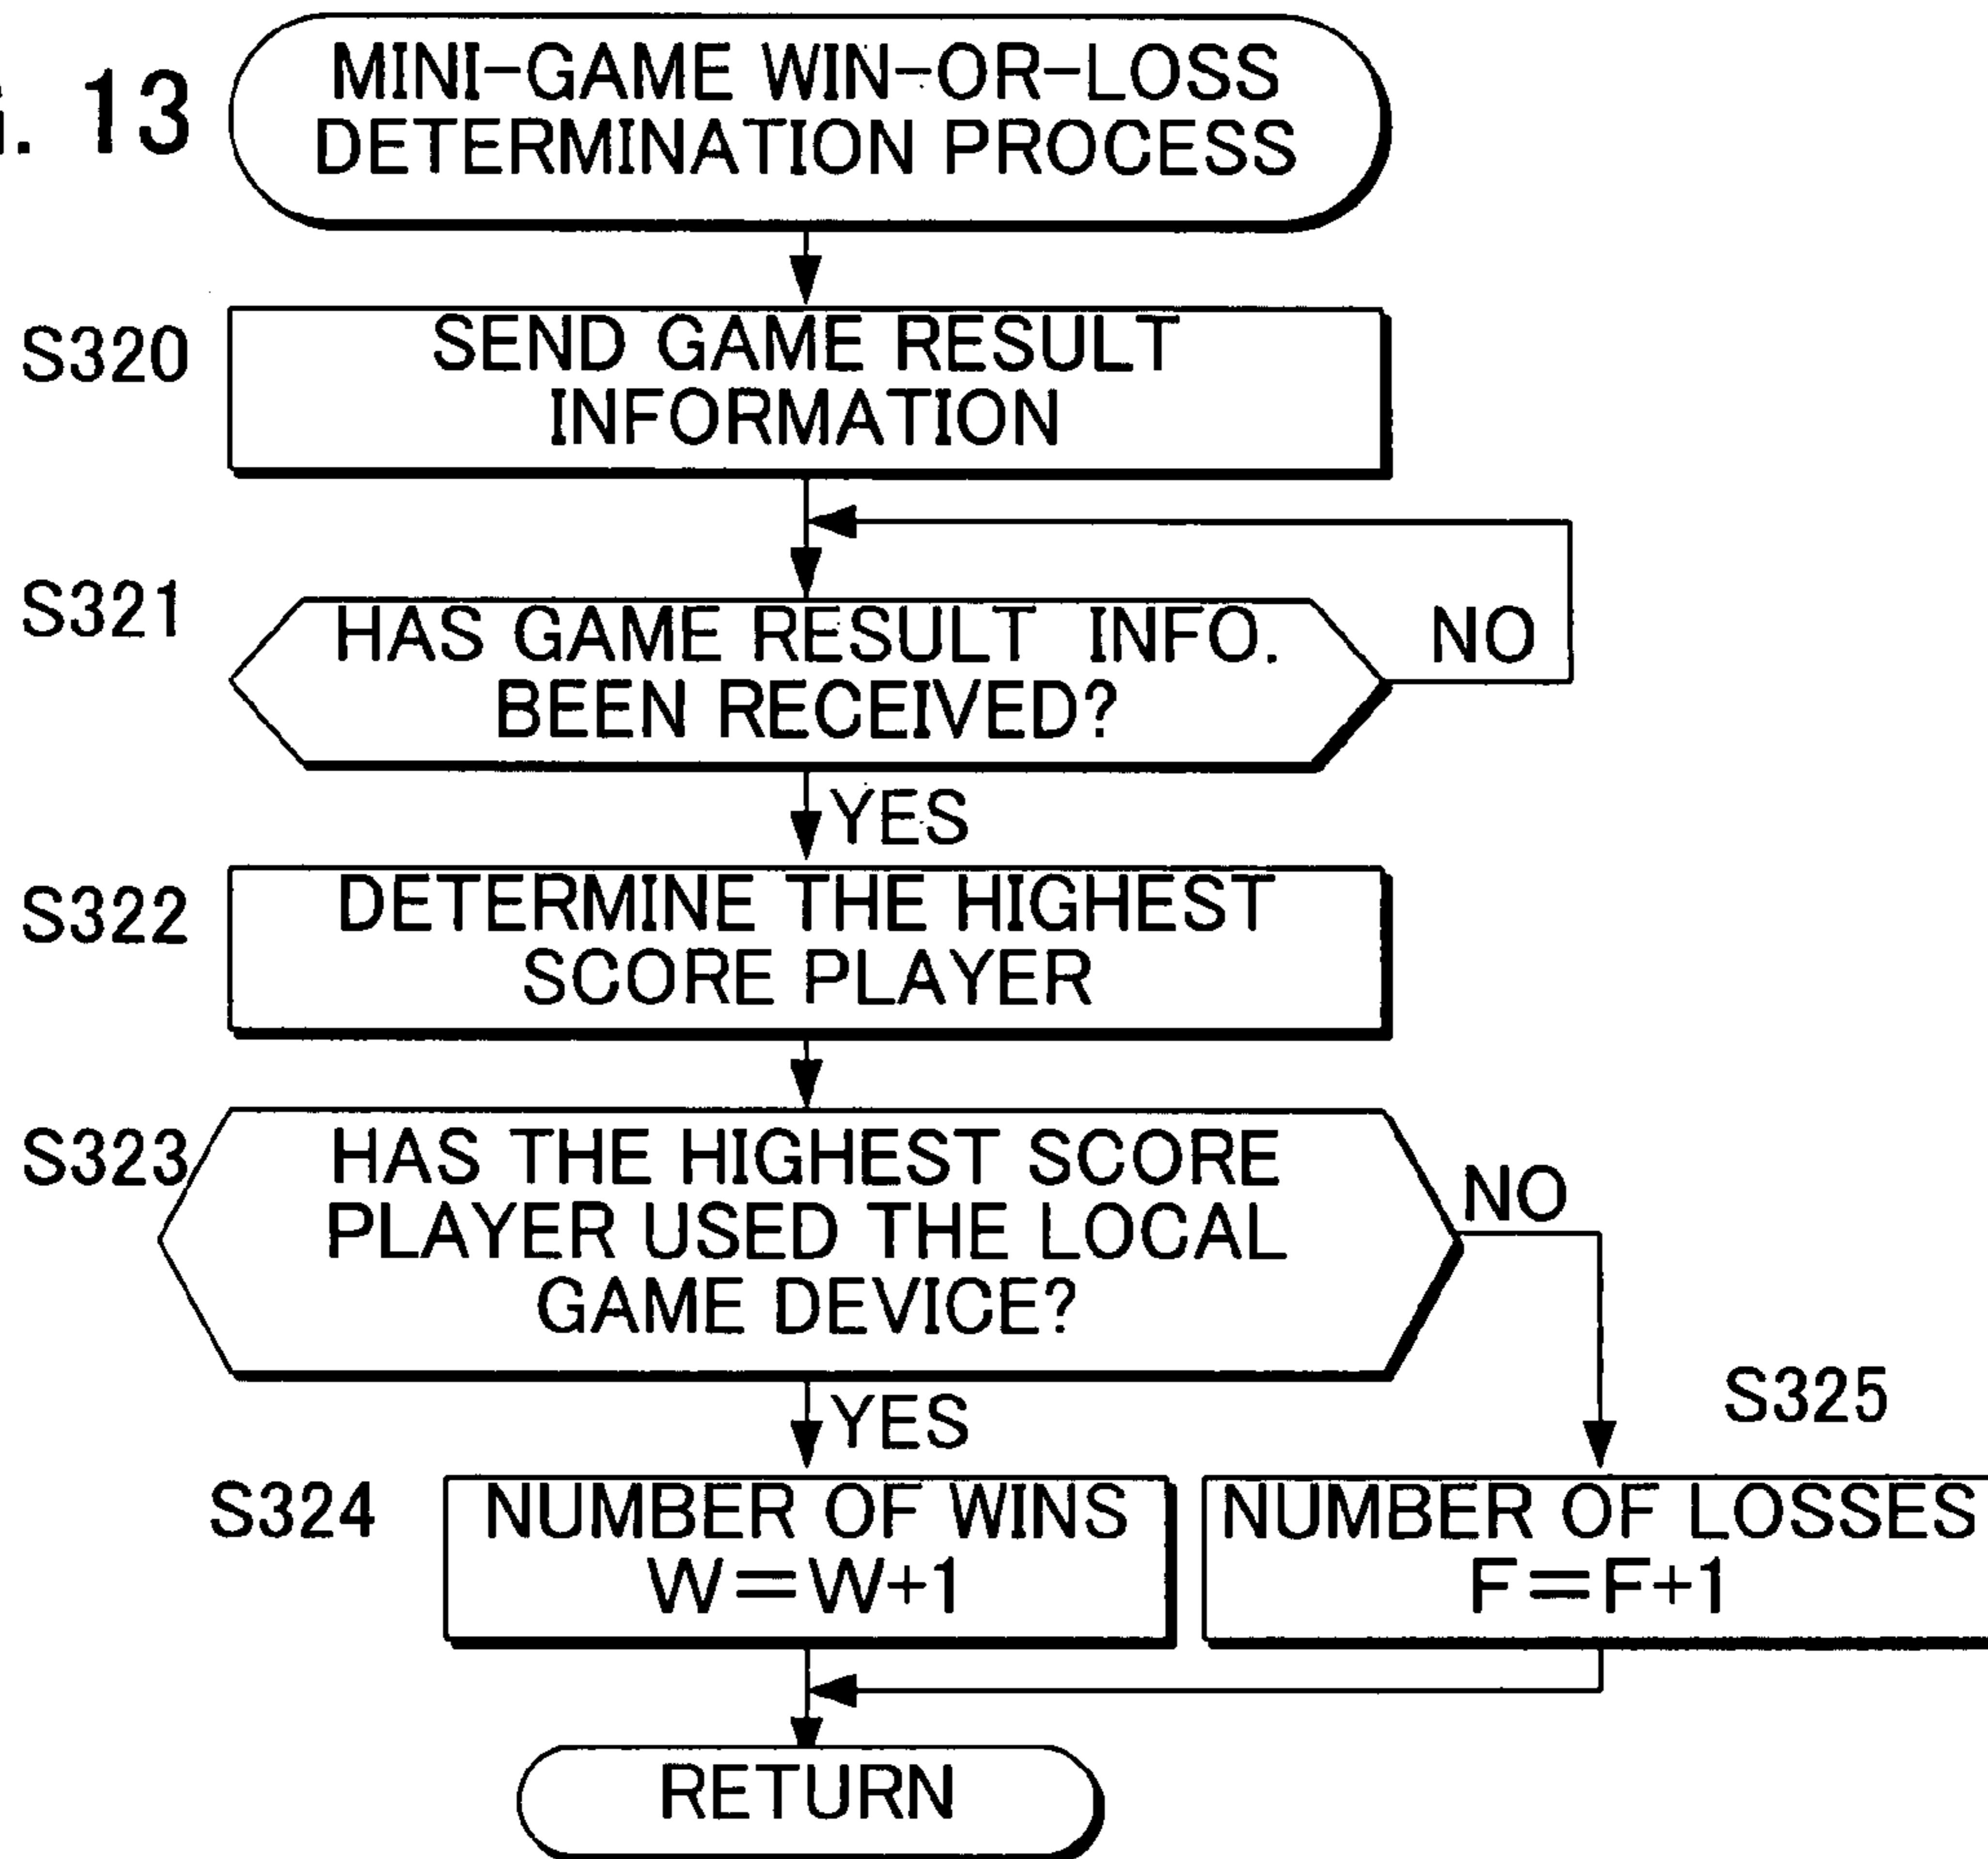 . 13
MINI-GAME WIN-OR-LOSS
DETERMINATION PROCESS
S320
SEND GAME RESULT
INFORMATION
S321
HAS GAME RESULT INFO.
BEEN RECEIVED?
NO
YES
S322
DETERMINE THE HIGHEST
SCORE PLAYER
S323
HAS THE HIGHEST SCORE
PLAYER USED THE LOCAL
GAME DEVICE?
NO
YES
S325
S324
NUMBER OF WINS
W=W+1
NUMBER OF LOSSES
F=F+1
RETURN